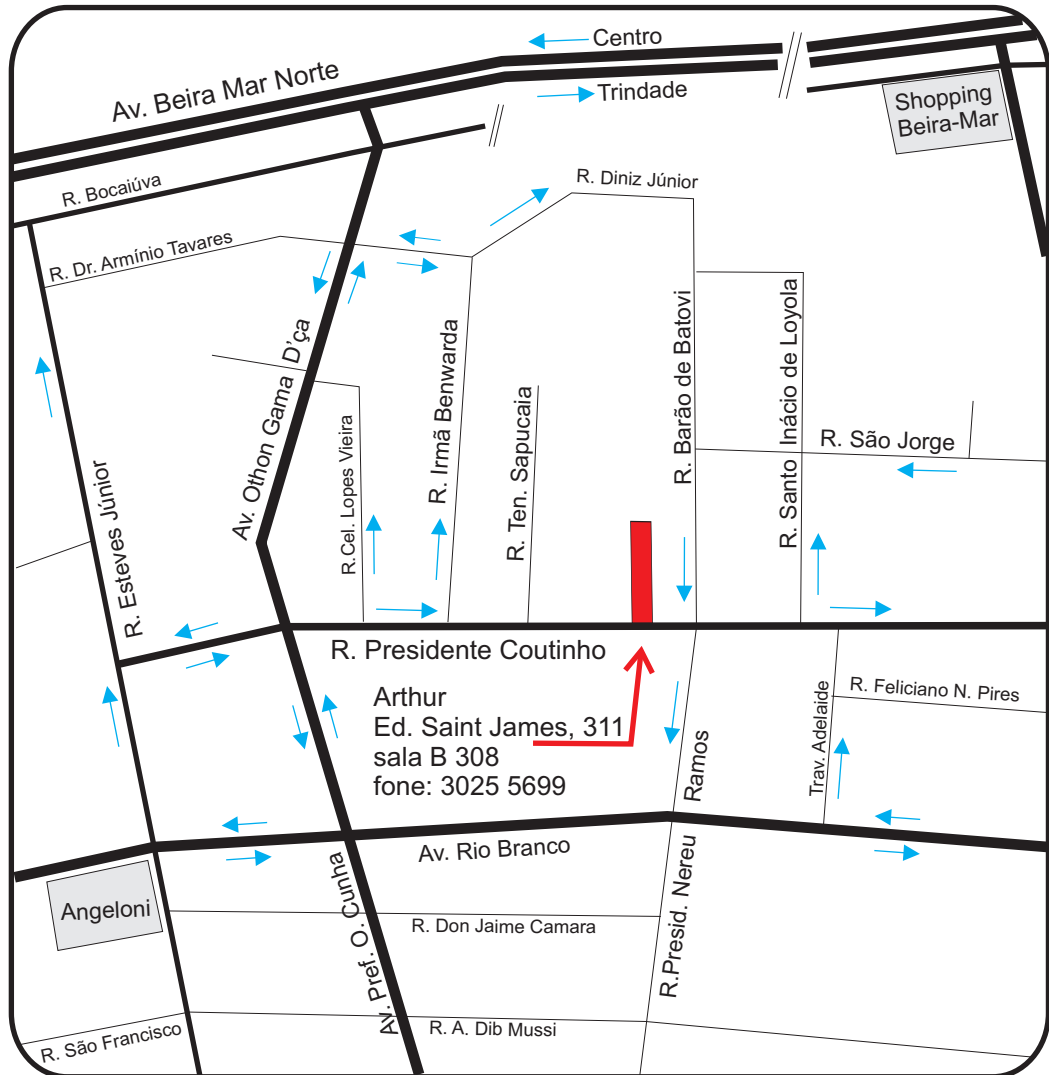 Centro
Av. Beira Mar Norte
Trindade
Shopping
Beira-Mar
R. Bocaiúva
R. Diniz Júnior
R. Dr. Armínio Tavares
Av. Othon Gama D'ça
R. Esteves Júnior
R.Cel. Lopes Vieira
R. Irmã Benwarda
R. Ten. Sapucaia
R. Barão de Batovi
R. Santo Inácio de Loyola
R. São Jorge
R. Presidente Coutinho
Arthur
Ed. Saint James, 311
sala B 308
fone: 3025 5699
R. Feliciano N. Pires
Trav. Adelaide
R.Presid. Nereu Ramos
Av. Rio Branco
Angeloni
Av. Pref. O. Cunha
R. Don Jaime Camara
R. A. Dib Mussi
R. São Francisco